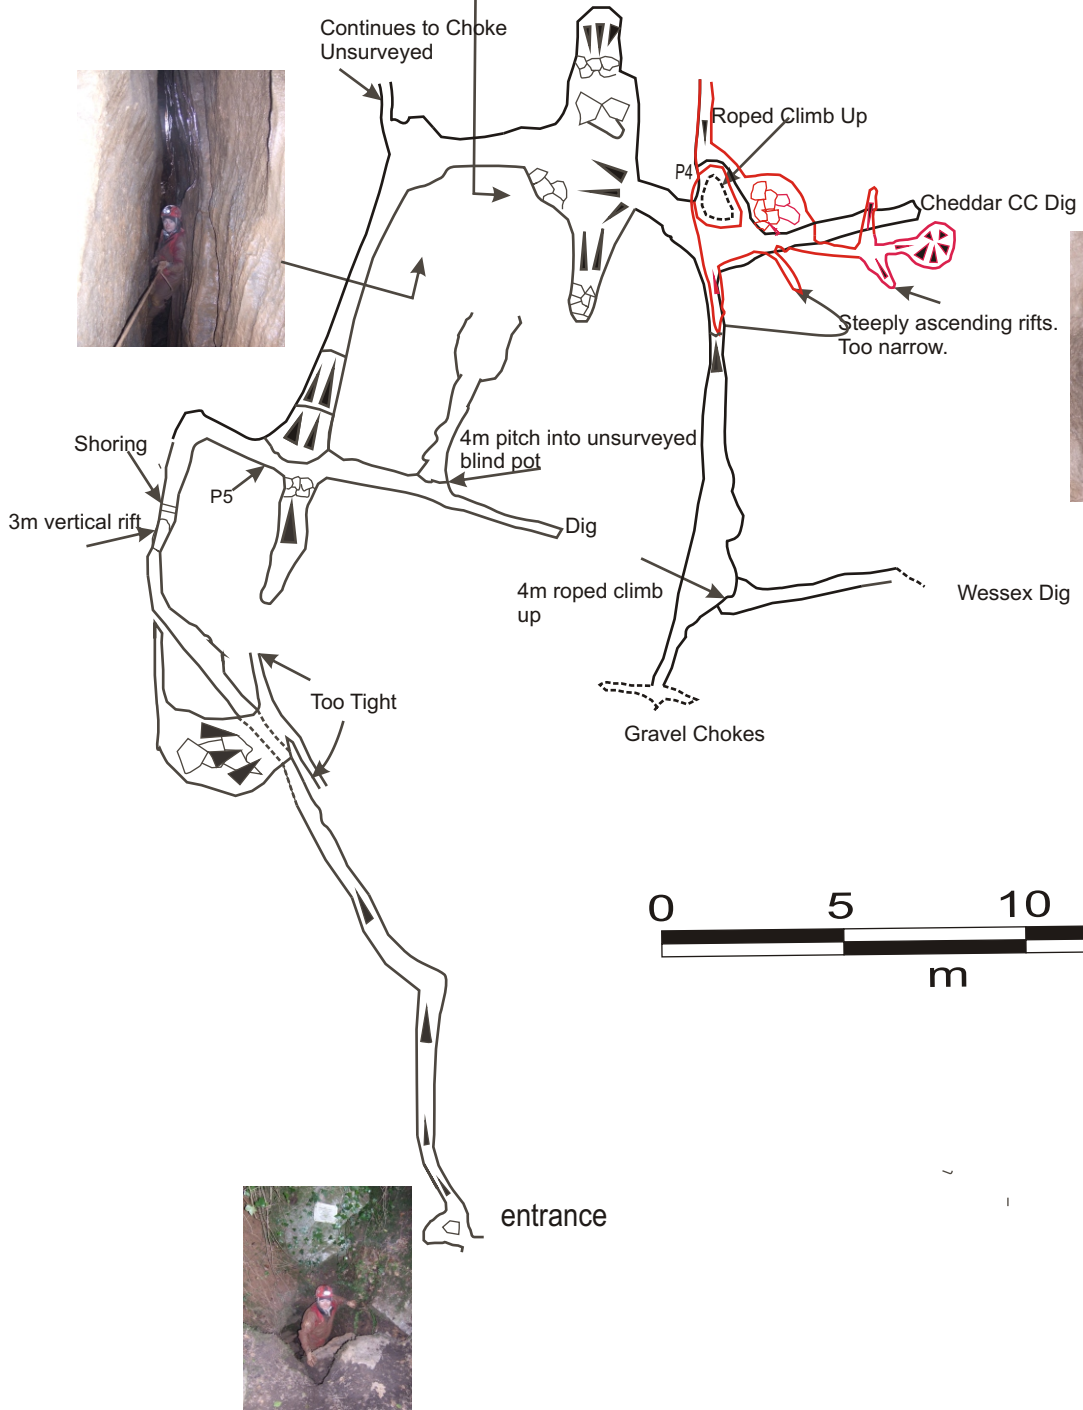 Continues to Choke
Unsurveyed
Roped Climb Up
P4
Cheddar CC Dig
Steeply ascending rifts.
Too narrow.
Shoring
4m pitch into unsurveyed
blind pot
P5
3m vertical rift
Dig
4m roped climb
up
Wessex Dig
Too Tight
Gravel Chokes
0 5 10
m
entrance